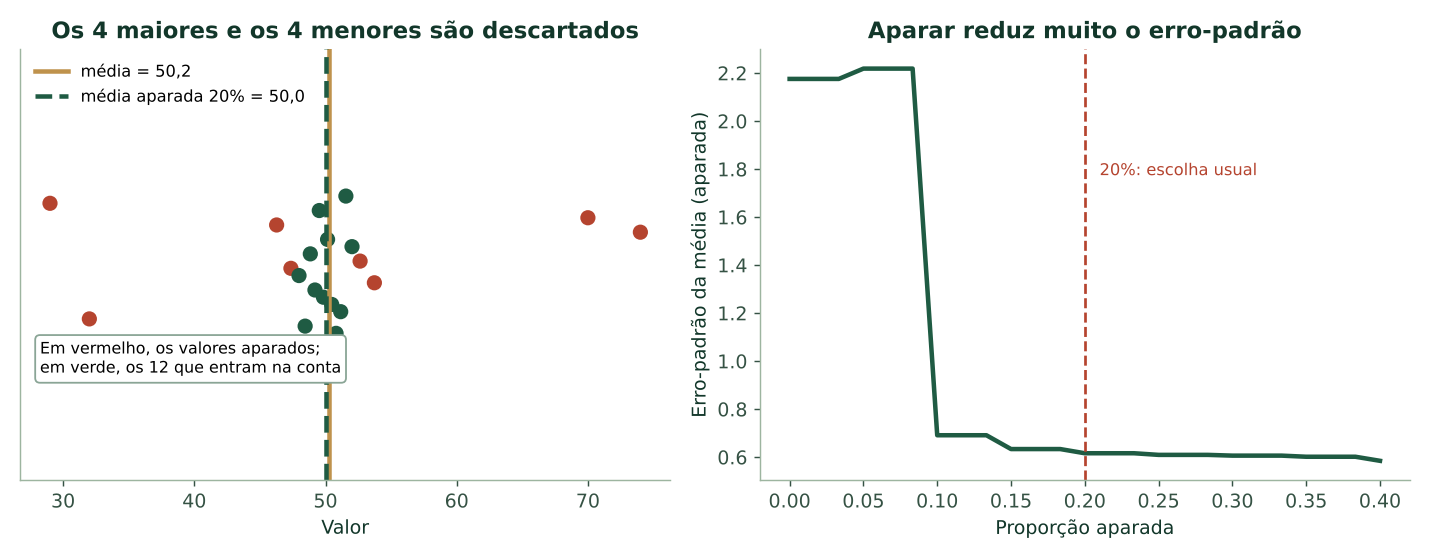 Os 4 maiores e os 4 menores são descartados
média = 50,2
média aparada 20% = 50,0
Em vermelho, os valores aparados;
em verde, os 12 que entram na conta
30 40 50 60 70
Valor
Aparar reduz muito o erro-padrão
Erro-padrão da média (aparada)
2.2
2.0
1.8
1.6
1.4
1.2
1.0
0.8
0.6
20%: escolha usual
0.00 0.05 0.10 0.15 0.20 0.25 0.30 0.35 0.40
Proporção aparada